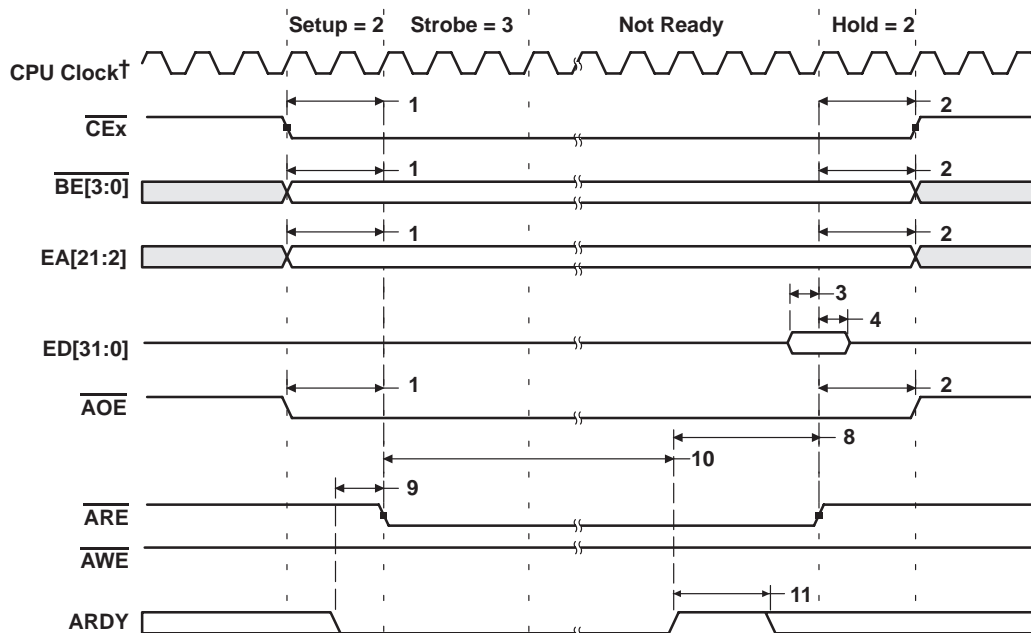 Setup = 2 Strobe = 3 Not Ready Hold = 2
CPU Clock†
1 2
CEx
1 2
BE[3:0]
1 2
EA[21:2]
3
4
ED[31:0]
1 2
AOE
8
10
9
ARE
AWE
11
ARDY